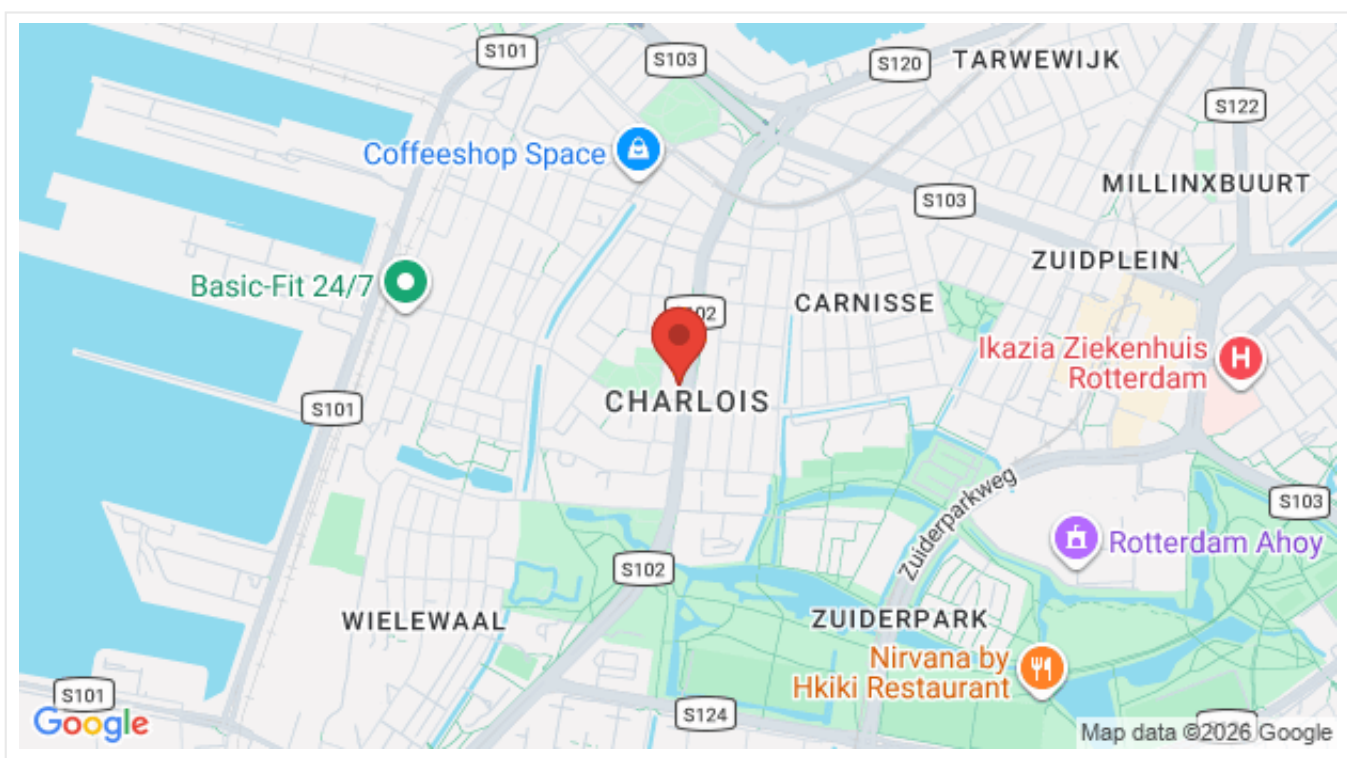 S101
S103
S120
TARWEWIJK
S122
Coffeeshop Space
MILLINXBUURT
S103
ZUIDPLEIN
Basic-Fit 24/7
CARNISSE
02
Ikazia Ziekenhuis
Rotterdam
H
S101
CHARLOIS
Zuiderparkweg
S103
Rotterdam Ahoy
S102
WIELEWAAL
ZUIDERPARK
Nirvana by
Hkiki Restaurant
S101
S124
Google
Map data ©2026 Google